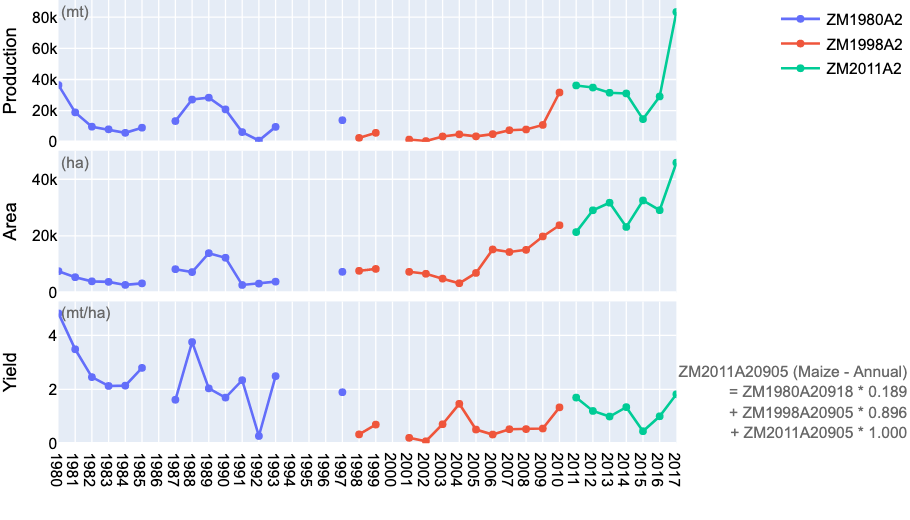 Production
(mt)
80k
60k
40k
20k
0
ZM1980A2
ZM1998A2
ZM2011A2
Area
(ha)
40k
20k
0
Yield
(mt/ha)
4
2
0
1980 1981 1982 1983 1984 1985 1986 1987 1988 1989 1990 1991 1992 1993 1994 1995 1996 1997 1998 1999 2000 2001 2002 2003 2004 2005 2006 2007 2008 2009 2010 2011 2012 2013 2014 2015 2016 2017
ZM2011A20905 (Maize - Annual)
= ZM1980A20918 * 0.189
+ ZM1998A20905 * 0.896
+ ZM2011A20905 * 1.000